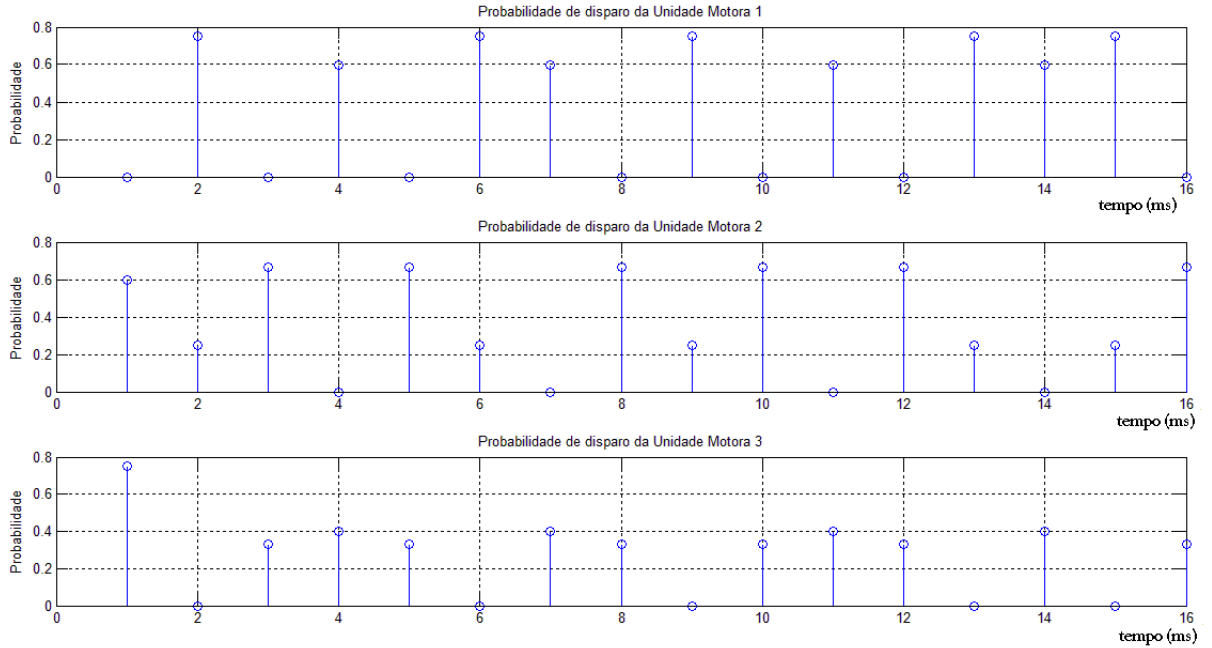 Probabilidade de disparo da Unidade Motora 1
Probabilidade
0.8
0.6
0.4
0.2
0
0 2 4 6 8 10 12 14 16
tempo (ms)
Probabilidade de disparo da Unidade Motora 2
Probabilidade
0.8
0.6
0.4
0.2
0
0 2 4 6 8 10 12 14 16
tempo (ms)
Probabilidade de disparo da Unidade Motora 3
Probabilidade
0.8
0.6
0.4
0.2
0
0 2 4 6 8 10 12 14 16
tempo (ms)